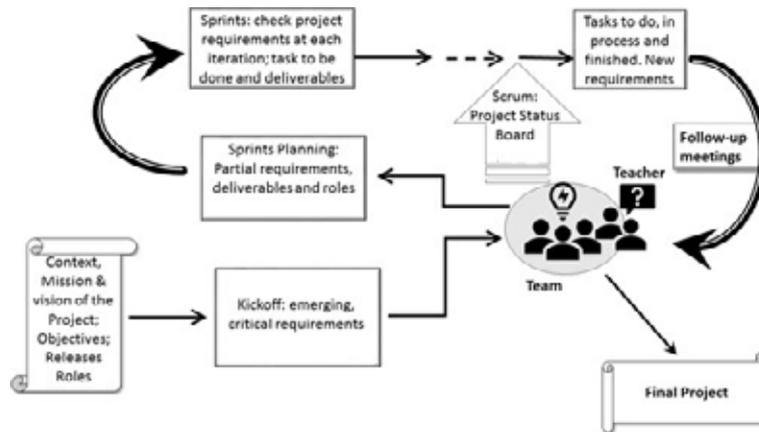 Sprints: check project
requirements at each
iteration; task to be
done and deliverables
Tasks to do, in
process and
finished. New
requirements
Scrum:
Project Status
Board
Follow-up
meetings
Sprints Planning:
Partial requirements,
deliverables and roles
Teacher
?
Team
Context,
Mission &
vision of the
Project;
Objectives;
Releases
Roles
Kickoff: emerging,
critical requirements
Final Project